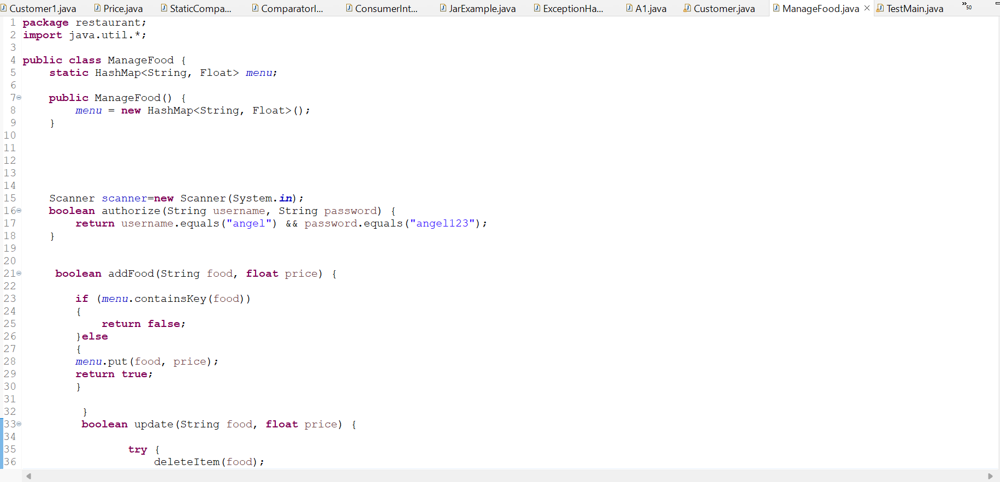 Customer1.java Price.java StaticCompa... ComparatorI... ConsumerInt... JarExample.java ExceptionHa... A1.java Customer.java ManageFood.java TestMain.java »50
1 package restaurant;
2 import java.util.*;
3
4 public class ManageFood {
5 static HashMap<String, Float> menu;
6
7 public ManageFood() {
8 menu = new HashMap<String, Float>();
9 }
10
11
12
13
14
15 Scanner scanner=new Scanner(System.in);
16 boolean authorize(String username, String password) {
17 return username.equals("angel") && password.equals("angel123");
18 }
19
20
21 boolean addFood(String food, float price) {
22
23 if (menu.containsKey(food))
24 {
25 return false;
26 }else
27 {
28 menu.put(food, price);
29 return true;
30 }
31
32 }
33 boolean update(String food, float price) {
34
35 try {
36 deleteItem(food);